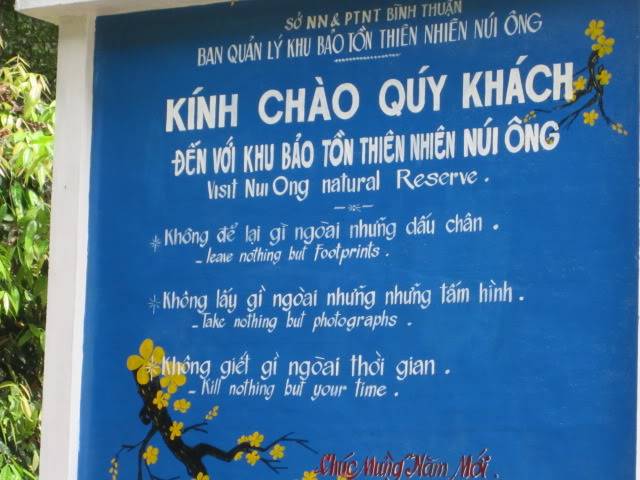 SỞ NN & PTNT BÌNH THUẬN
BAN QUẢN LÝ KHU BẢO TỒN THIÊN NHIÊN NÚI ÔNG
KÍNH CHÀO QUÝ KHÁCH
ĐẾN VỚI KHU BẢO TỒN THIÊN NHIÊN NÚI ÔNG
Visit Nui Ong natural Reserve.
Không để lại gì ngoài những dấu chân.
- leave nothing but Footprints.
Không lấy gì ngoài những những tấm hình.
- Take nothing but photographs.
Không giết gì ngoài thời gian.
- Kill nothing but your time.
Chúc Mừng Năm Mới